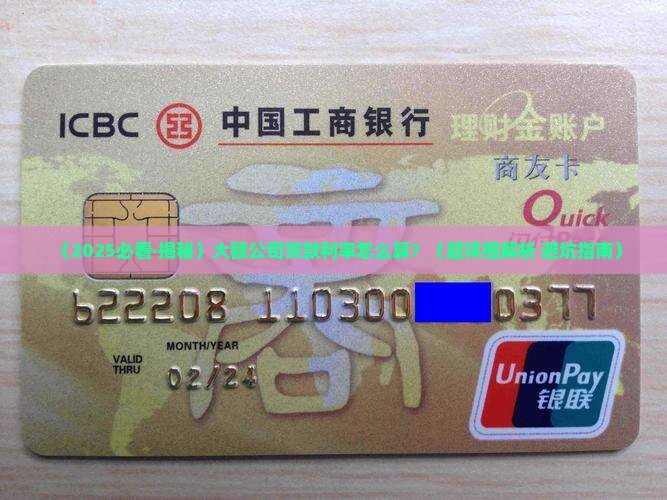 ICBC 中国工商银行 理财金账户
商友卡
Quick
（2025必看·揭秘）大额公司贷款利率怎么算？（超详细解析 避坑指南）
622208 110300 0377
商
MONTH/YEAR
VALID
THRU
02/24
UnionPay
银联